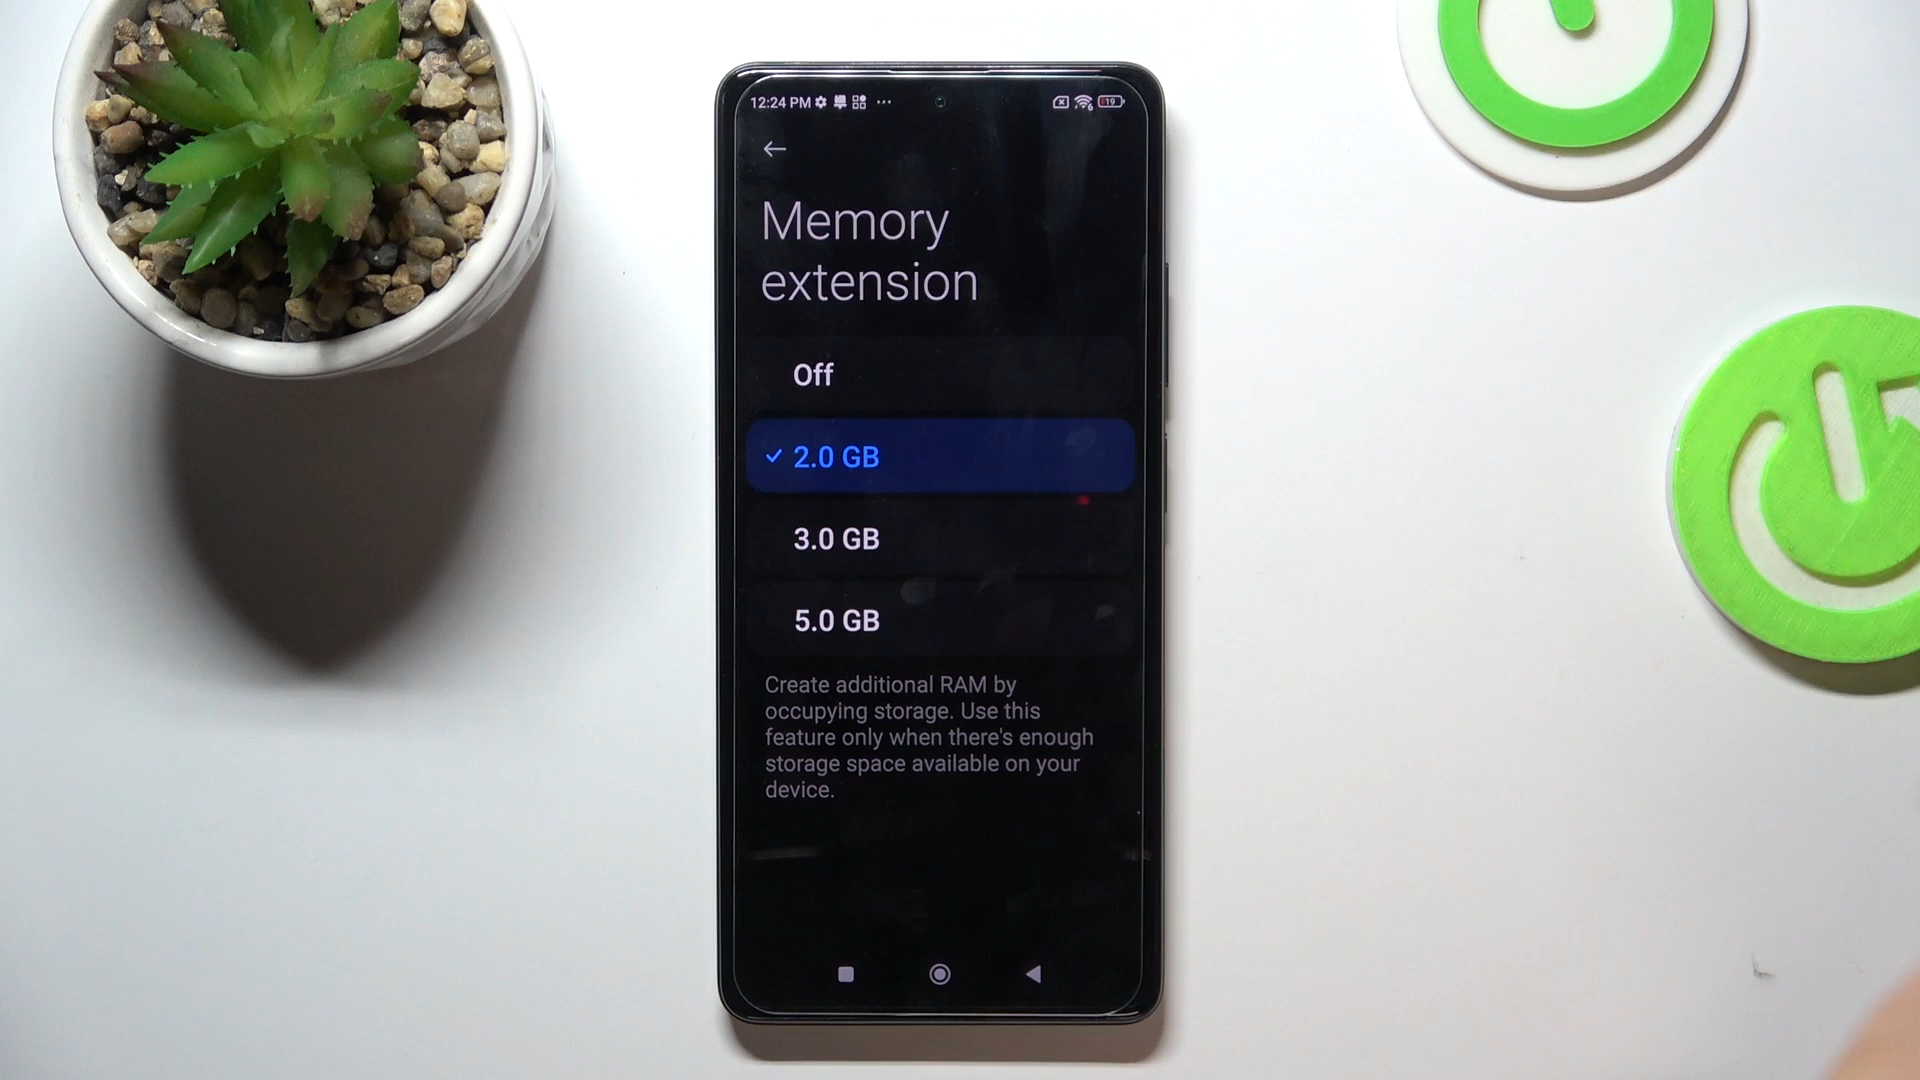 12:24 PM
19
Memory
extension
Off
2.0 GB
3.0 GB
5.0 GB
Create additional RAM by
occupying storage. Use this
feature only when there's enough
storage space available on your
device.